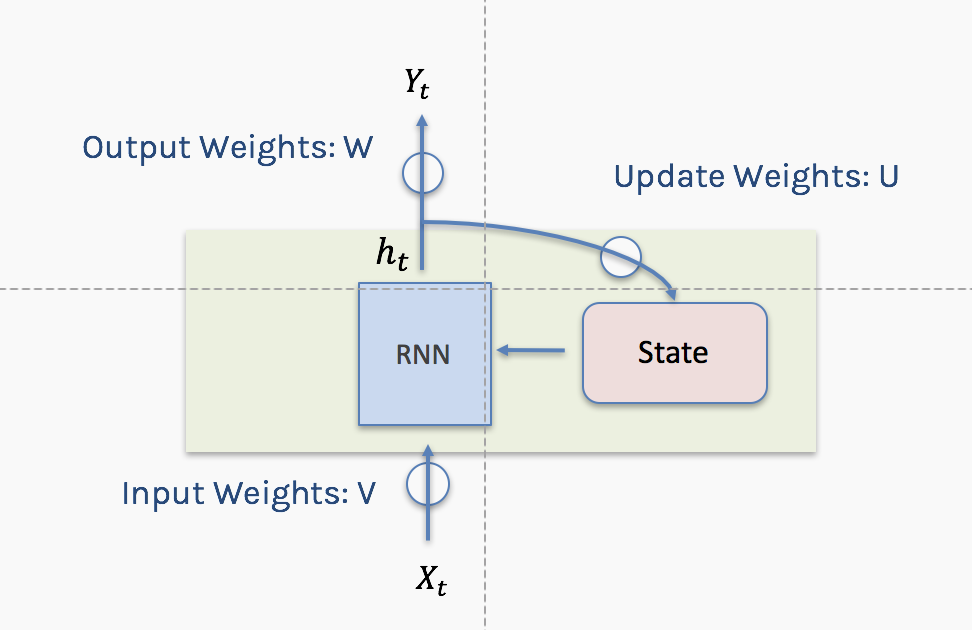 Yₜ
Output Weights: W
Update Weights: U
hₜ
RNN
State
Input Weights: V
Xₜ